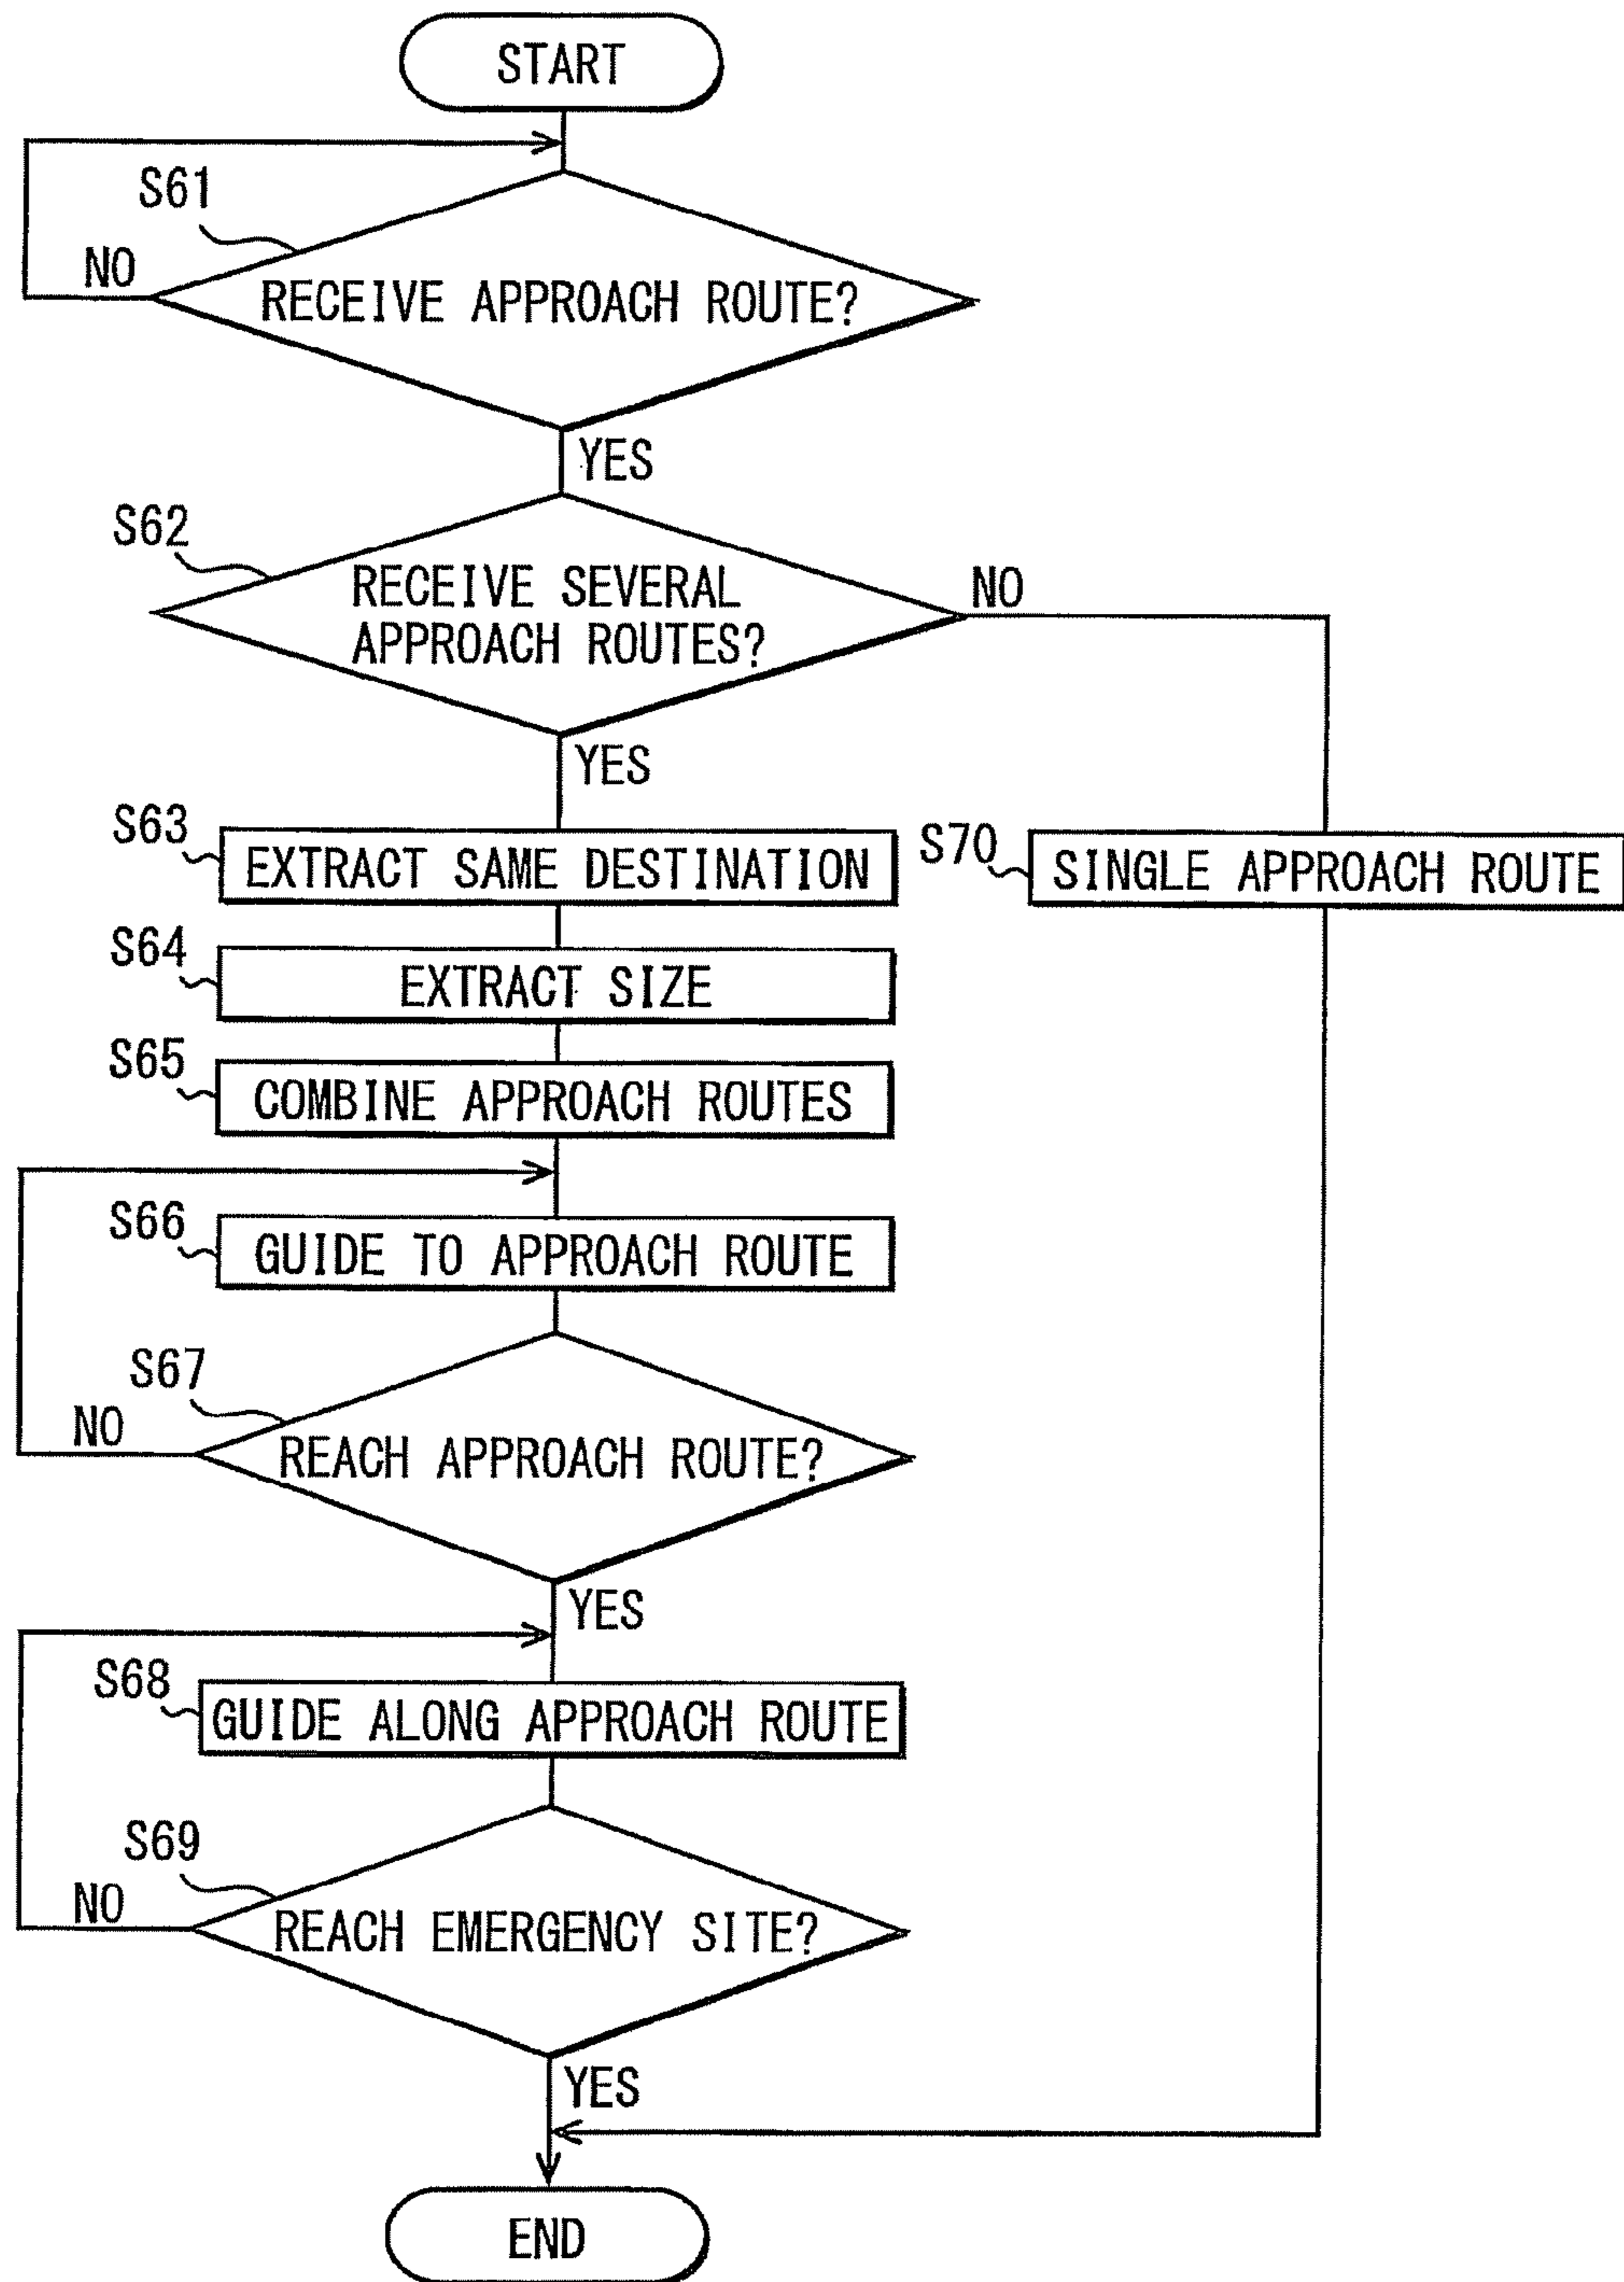 START
S61
NO
RECEIVE APPROACH ROUTE?
YES
S62
RECEIVE SEVERAL
APPROACH ROUTES?
NO
YES
S63
EXTRACT SAME DESTINATION
S70
SINGLE APPROACH ROUTE
S64
EXTRACT SIZE
S65
COMBINE APPROACH ROUTES
S66
GUIDE TO APPROACH ROUTE
S67
NO
REACH APPROACH ROUTE?
YES
S68
GUIDE ALONG APPROACH ROUTE
S69
NO
REACH EMERGENCY SITE?
YES
END